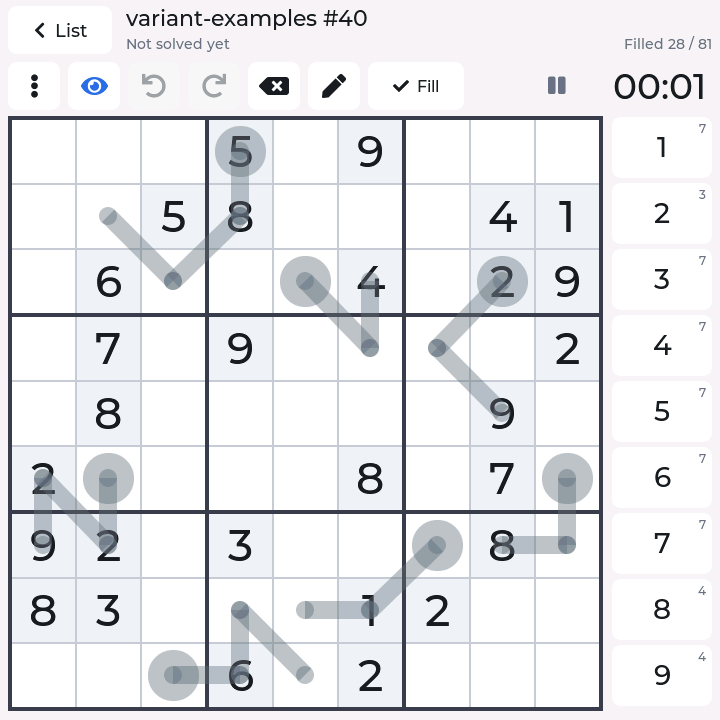 List
variant-examples #40
Not solved yet
Filled 28 / 81
Fill
00:01
5 9 1 7
5 8 4 1 2 3
6 4 2 9 3 7
7 9 2 4 7
8 9 5 7
2 8 7 6 7
9 2 3 8 7 7
8 3 1 2 8 4
6 2 9 4